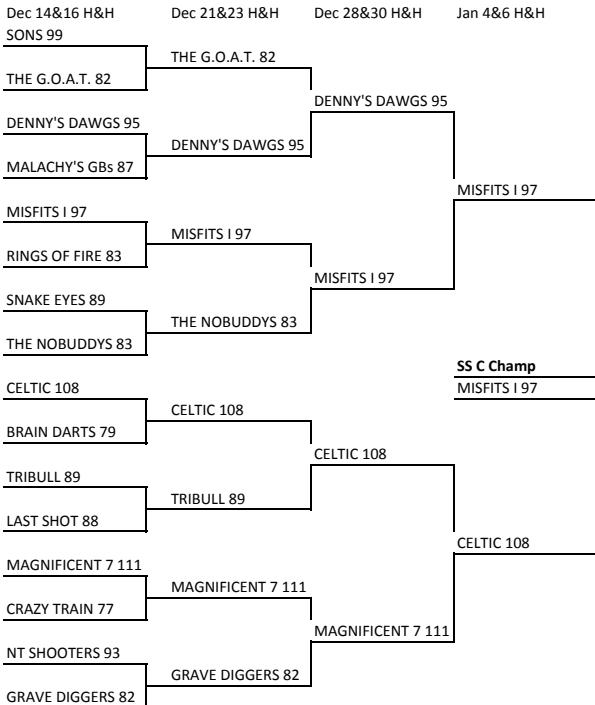 Dec 14&16 H&H Dec 21&23 H&H Dec 28&30 H&H Jan 4&6 H&H
SONS 99
THE G.O.A.T. 82
THE G.O.A.T. 82
DENNY'S DAWGS 95
DENNY'S DAWGS 95
DENNY'S DAWGS 95
MALACHY'S GBs 87
MISFITS I 97
MISFITS I 97
MISFITS I 97
RINGS OF FIRE 83
MISFITS I 97
SNAKE EYES 89
THE NOBUDDYS 83
THE NOBUDDYS 83
SS C Champ
CELTIC 108 MISFITS I 97
CELTIC 108
BRAIN DARTS 79
CELTIC 108
TRIBULL 89
TRIBULL 89
LAST SHOT 88
CELTIC 108
MAGNIFICENT 7 111
MAGNIFICENT 7 111
CRAZY TRAIN 77
MAGNIFICENT 7 111
NT SHOOTERS 93
GRAVE DIGGERS 82
GRAVE DIGGERS 82